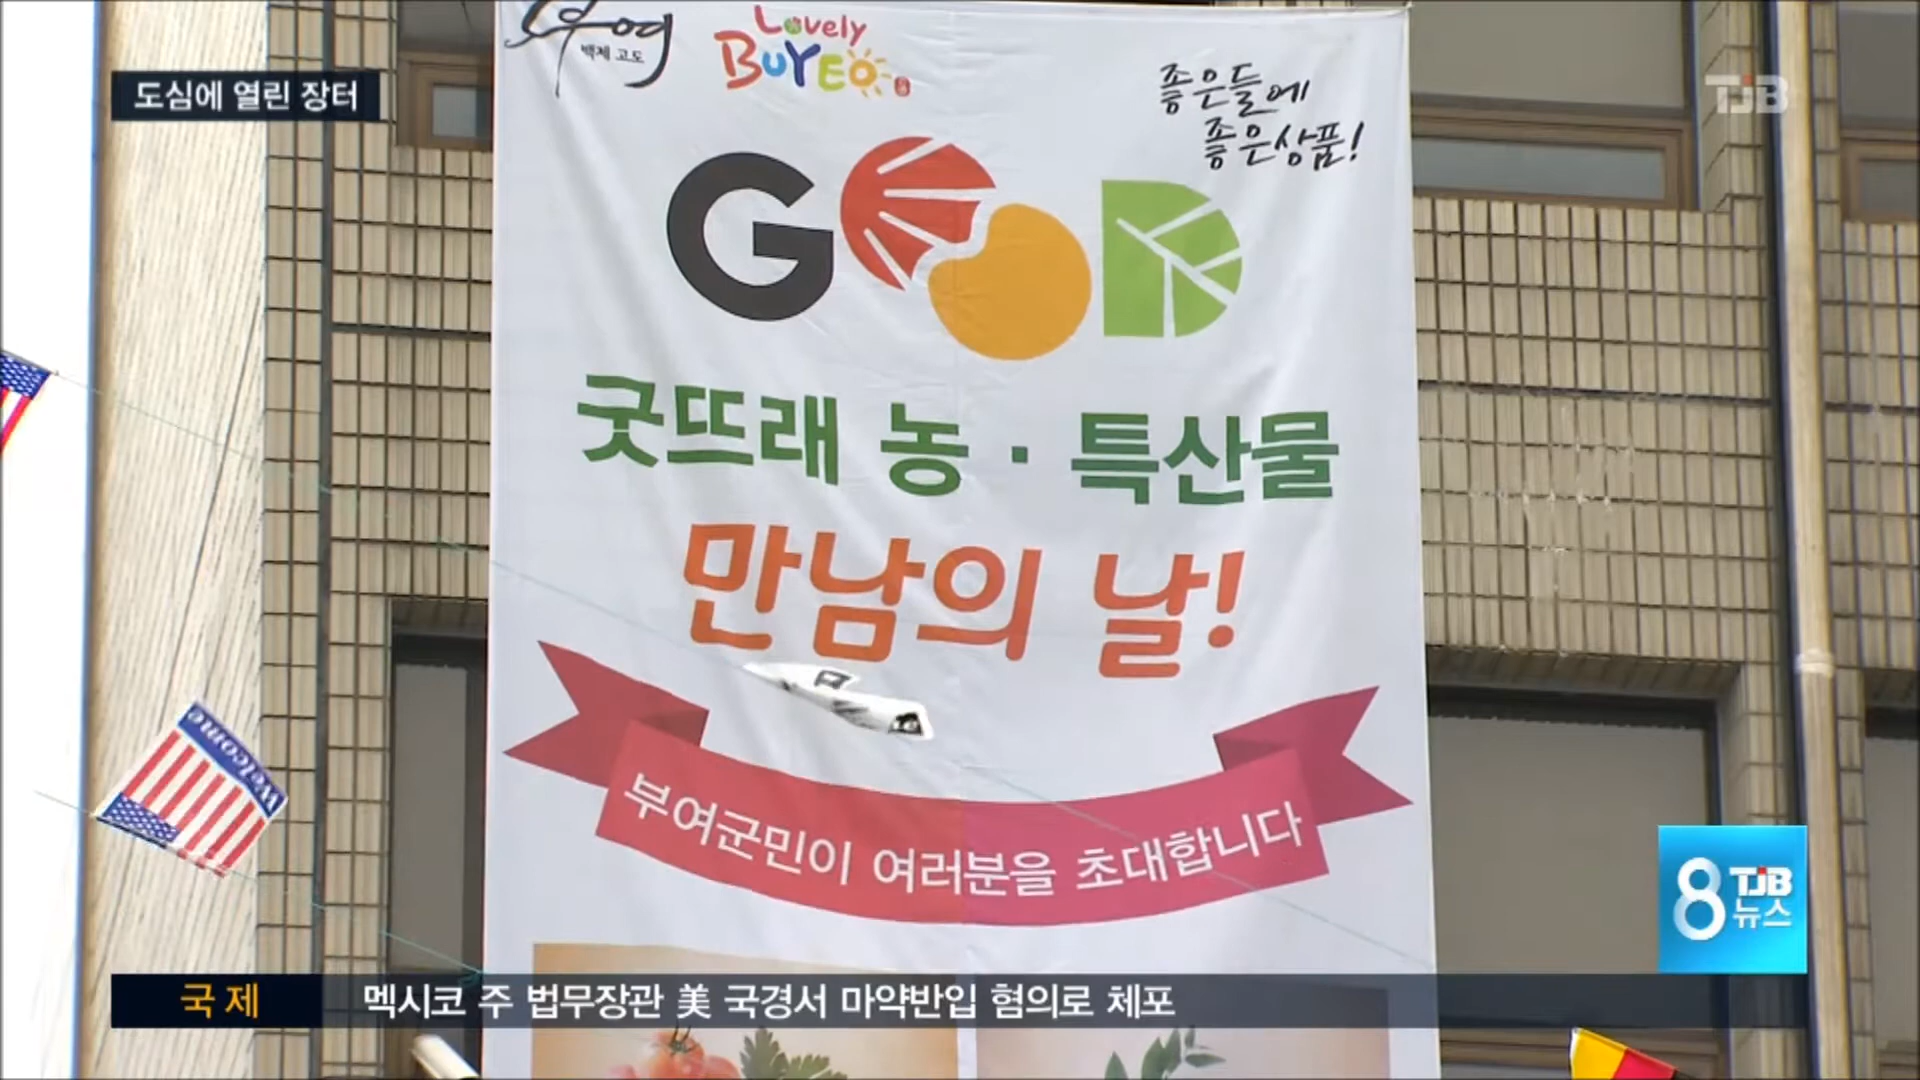 부여
백제 고도
Lovely
BUYEO
좋은들에
좋은상품!
TJB
도심에 열린 장터
GOOD
굿뜨래 농·특산물
만남의 날!
부여군민이 여러분을 초대합니다
Welcome
8 TJB
뉴스
국제 멕시코 주 법무장관 美 국경서 마약반입 혐의로 체포